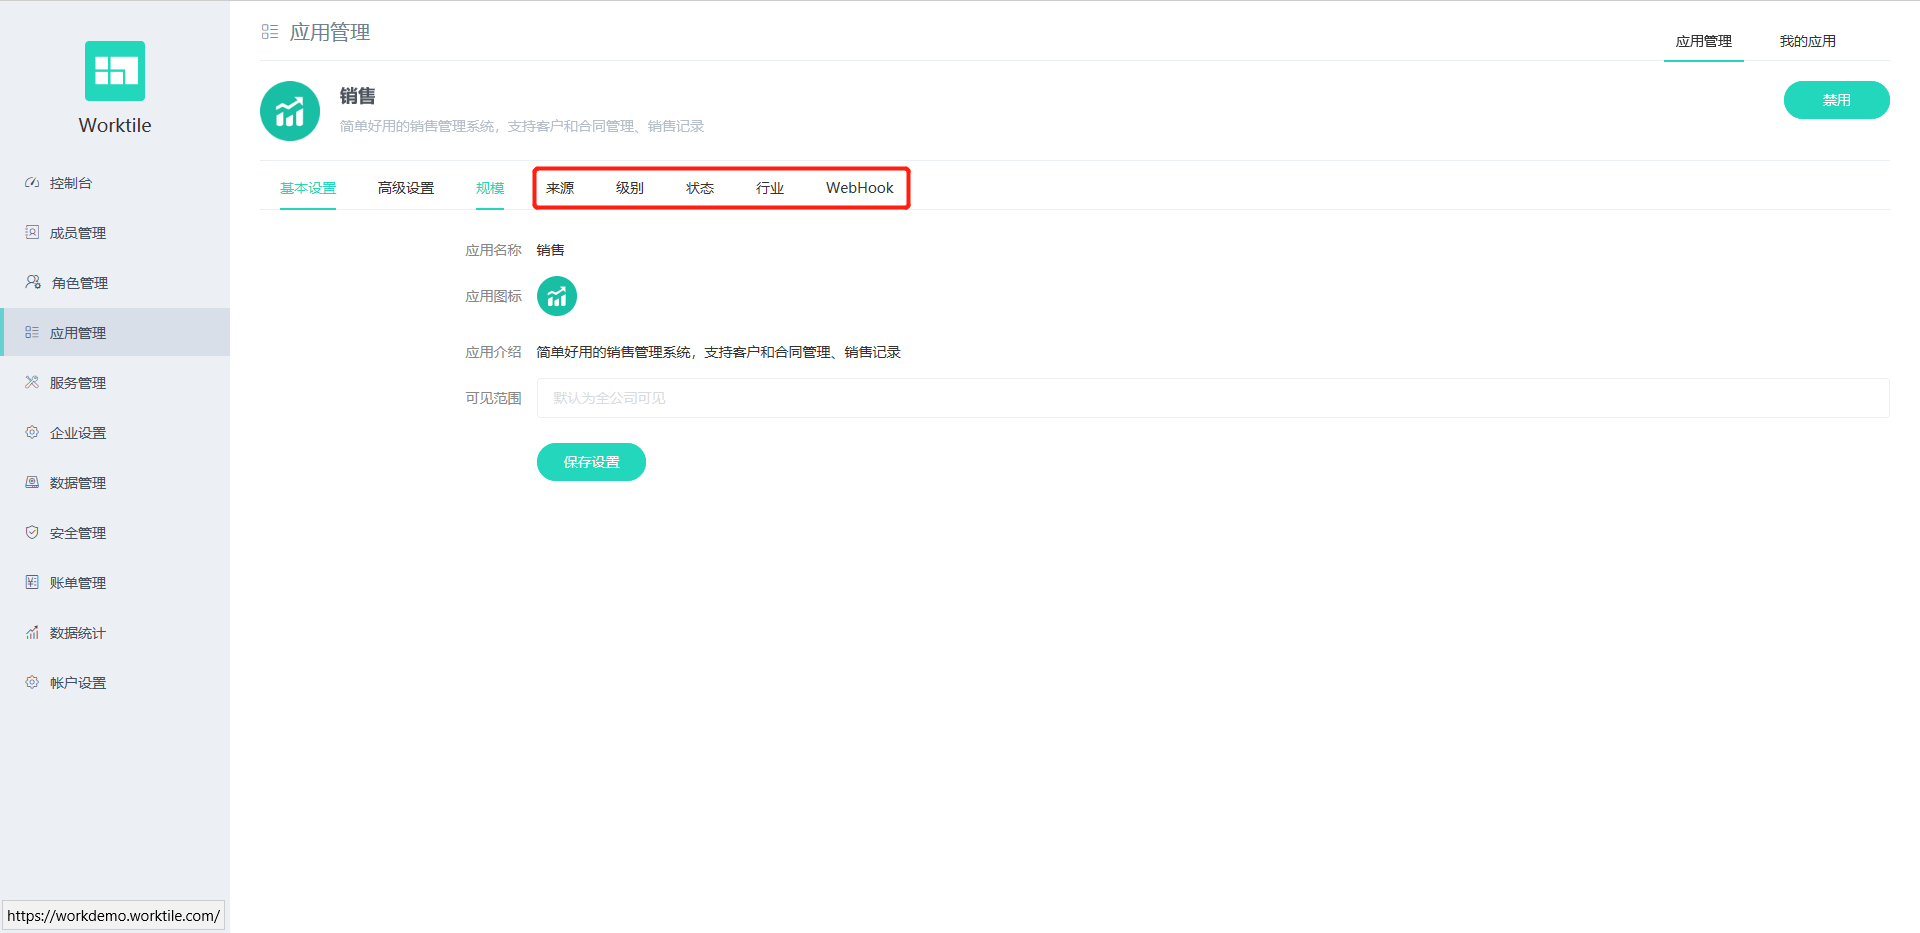 Worktile
控制台
成员管理
角色管理
应用管理
服务管理
企业设置
数据管理
安全管理
账单管理
数据统计
帐户设置
https://workdemo.worktile.com/
应用管理
应用管理 我的应用
销售
简单好用的销售管理系统，支持客户和合同管理、销售记录
禁用
基本设置 高级设置 规模 来源 级别 状态 行业 WebHook
应用名称 销售
应用图标
应用介绍 简单好用的销售管理系统，支持客户和合同管理、销售记录
可见范围 默认为全公司可见
保存设置